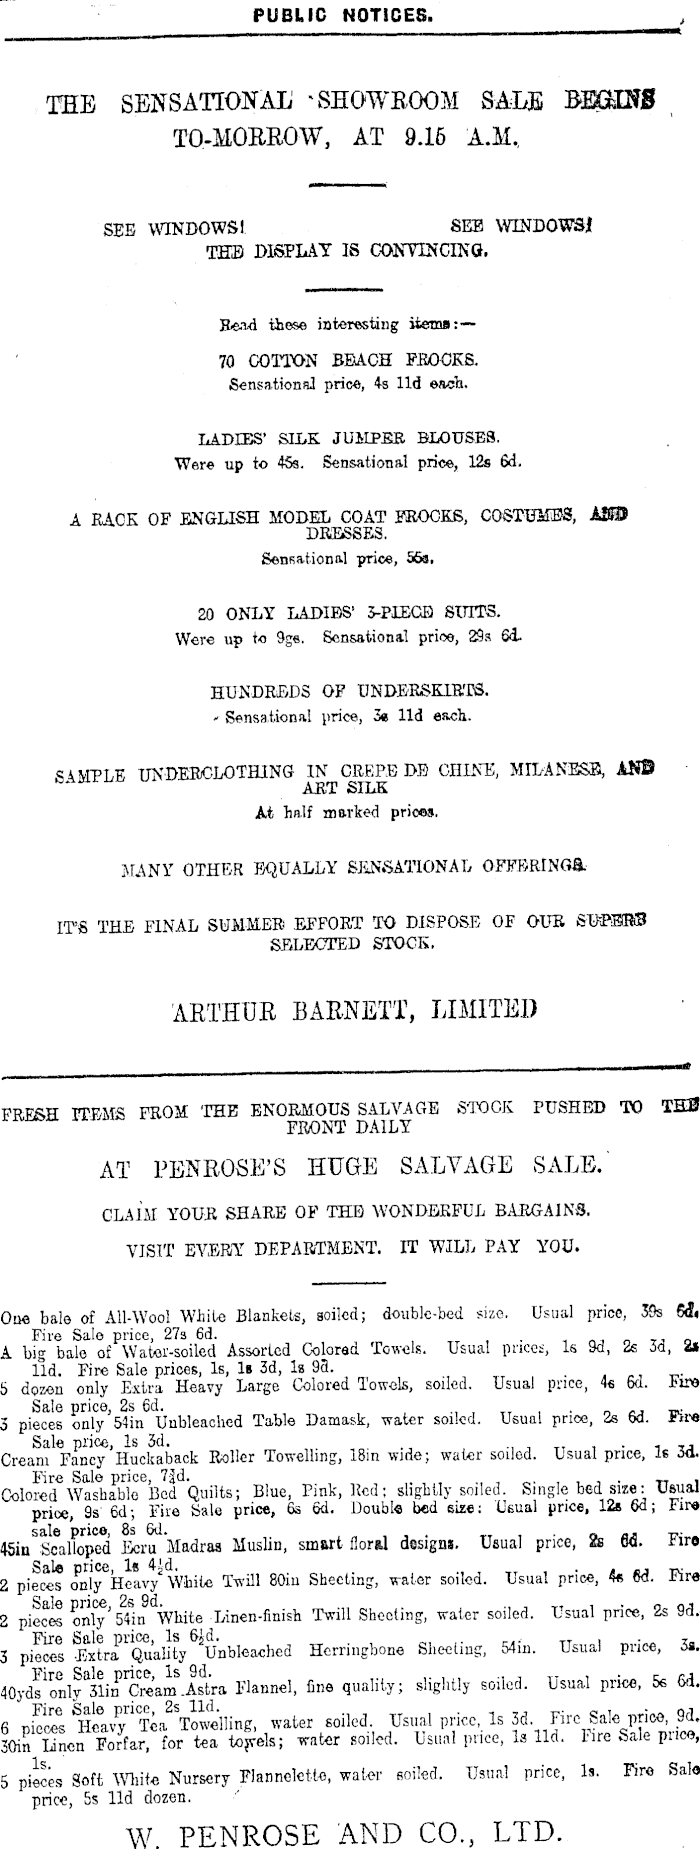 PUBLIC NOTICES.
THE SENSATIONAL SHOWROOM SALE BEGINS
TO-MORROW, AT 9.15 A.M.
SEE WINDOWS! SEE WINDOWS!
THE DISPLAY IS CONVINCING.
Read these interesting items:—
70 COTTON BEACH FROCKS.
Sensational price, 4s 11d each.
LADIES' SILK JUMPER BLOUSES.
Were up to 45s. Sensational price, 12s 6d.
A RACK OF ENGLISH MODEL COAT FROCKS, COSTUMES, AND
DRESSES.
Sensational price, 55s.
20 ONLY LADIES' 3-PIECE SUITS.
Were up to 9gs. Sensational price, 29s 6d.
HUNDREDS OF UNDERSKIRTS.
Sensational price, 3s 11d each.
SAMPLE UNDERCLOTHING IN CREPE DE CHINE, MILANESE, AND
ART SILK
At half marked prices.
MANY OTHER EQUALLY SENSATIONAL OFFERINGS.
IT'S THE FINAL SUMMER EFFORT TO DISPOSE OF OUR SUPERB
SELECTED STOCK.
ARTHUR BARNETT, LIMITED
FRESH ITEMS FROM THE ENORMOUS SALVAGE STOCK PUSHED TO THE
FRONT DAILY
AT PENROSE'S HUGE SALVAGE SALE.
CLAIM YOUR SHARE OF THE WONDERFUL BARGAINS.
VISIT EVERY DEPARTMENT. IT WILL PAY YOU.
One bale of All-Wool White Blankets, soiled; double-bed size. Usual price, 39s 6d.
Fire Sale price, 27s 6d.
A big bale of Water-soiled Assorted Colored Towels. Usual prices, 1s 9d, 2s 3d, 2s
11d. Fire Sale prices, 1s, 1s 3d, 1s 9d.
5 dozen only Extra Heavy Large Colored Towels, soiled. Usual price, 4s 6d. Fire
Sale price, 2s 6d.
3 pieces only 54in Unbleached Table Damask, water soiled. Usual price, 2s 6d. Fire
Sale price, 1s 3d.
Cream Fancy Huckaback Roller Towelling, 18in wide; water soiled. Usual price, 1s 3d.
Fire Sale price, 7¾d.
Colored Washable Bed Quilts; Blue, Pink, Red; slightly soiled. Single bed size: Usual
price, 9s 6d; Fire Sale price, 6s 6d. Double bed size: Usual price, 12s 6d; Fire
sale price, 8s 6d.
45in Scalloped Ecru Madras Muslin, smart floral designs. Usual price, 2s 6d. Fire
Sale price, 1s 4½d.
2 pieces only Heavy White Twill 80in Sheeting, water soiled. Usual price, 4s 6d. Fire
Sale price, 2s 9d.
2 pieces only 54in White Linen-finish Twill Sheeting, water soiled. Usual price, 2s 9d.
Fire Sale price, 1s 6½d.
3 pieces Extra Quality Unbleached Herringbone Sheeting, 54in. Usual price, 3s.
Fire Sale price, 1s 9d.
40yds only 31in Cream Astra Flannel, fine quality; slightly soiled. Usual price, 5s 6d.
Fire Sale price, 2s 11d.
6 pieces Heavy Tea Towelling, water soiled. Usual price, 1s 3d. Fire Sale price, 9d.
30in Linen Forfar, for tea towels; water soiled. Usual price, 1s 11d. Fire Sale price,
1s.
5 pieces Soft White Nursery Flannelette, water soiled. Usual price, 1s. Fire Sale
price, 5s 11d dozen.
W. PENROSE AND CO., LTD.